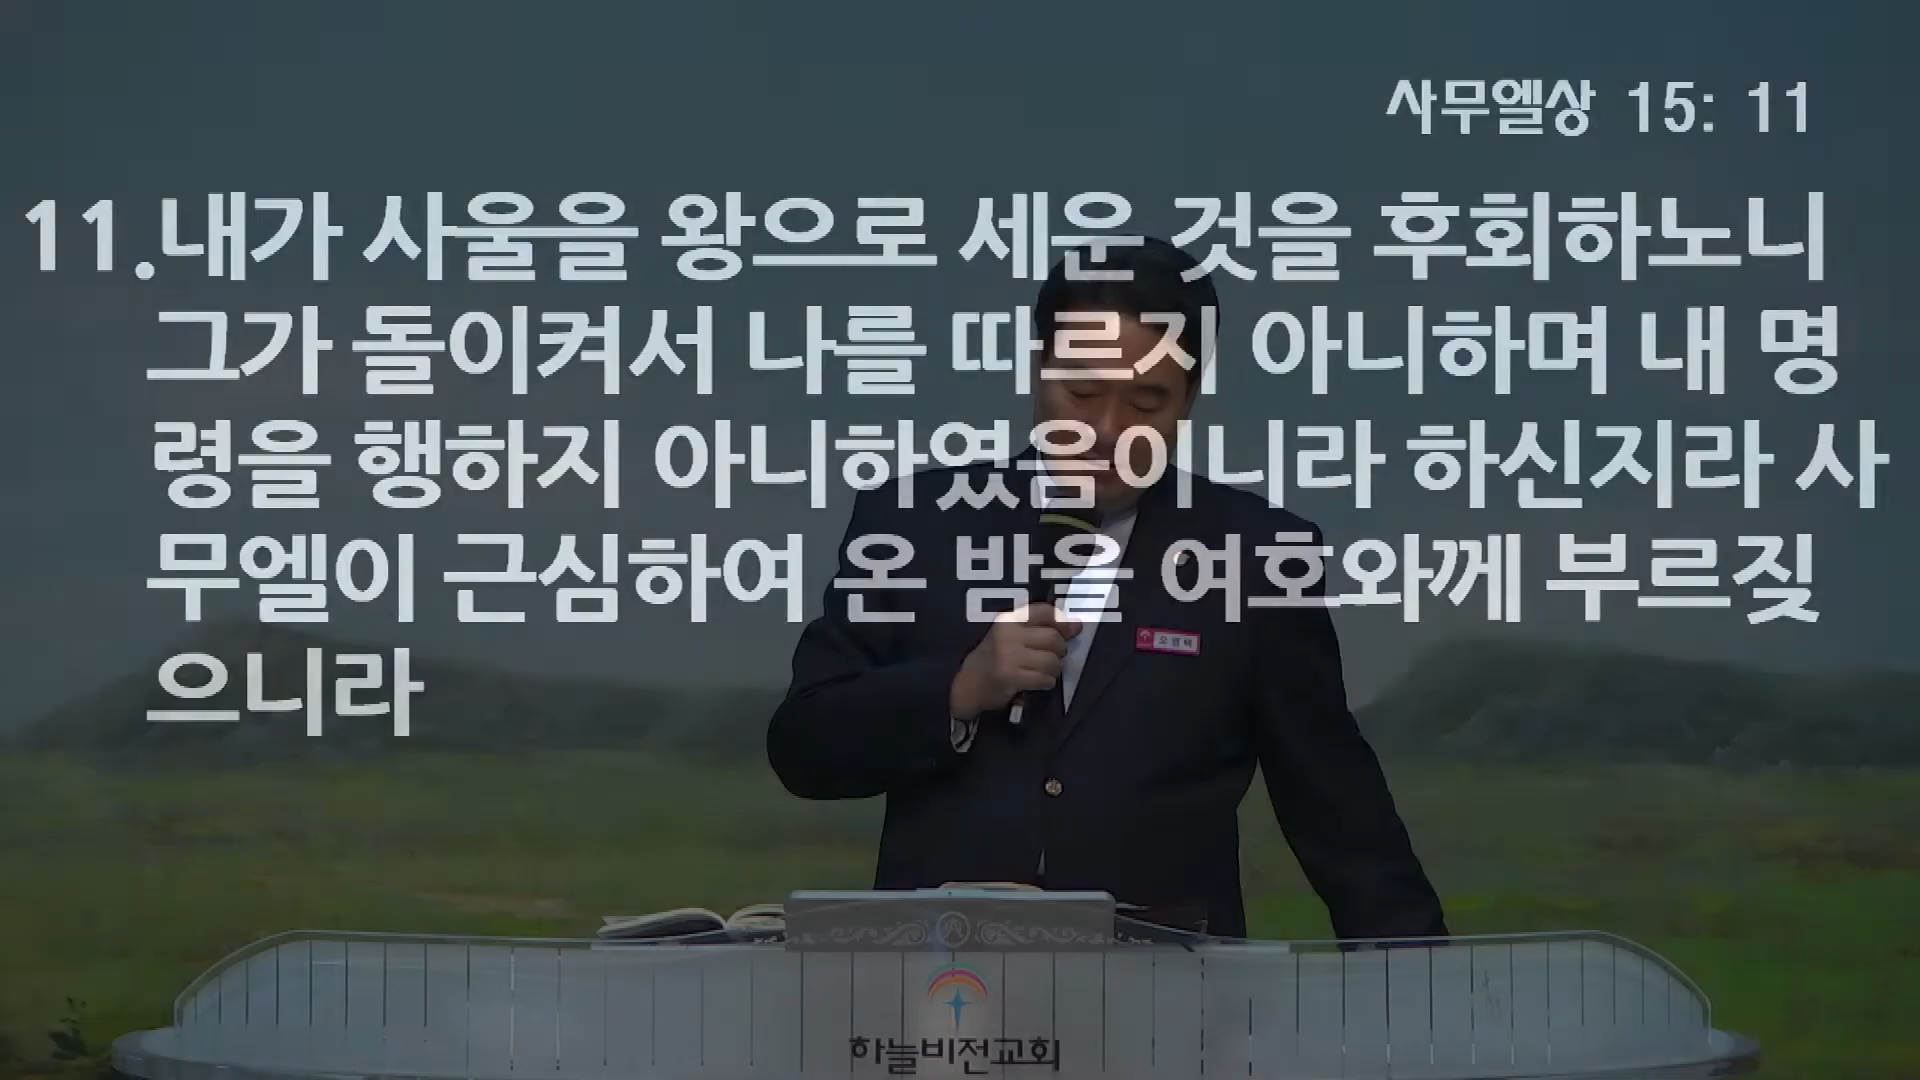 사무엘상 15: 11
11.내가 사울을 왕으로 세운 것을 후회하노니
그가 돌이켜서 나를 따르지 아니하며 내 명
령을 행하지 아니하였음이니라 하신지라 사
무엘이 근심하여 온 밤을 여호와께 부르짖
으니라
하늘비전교회